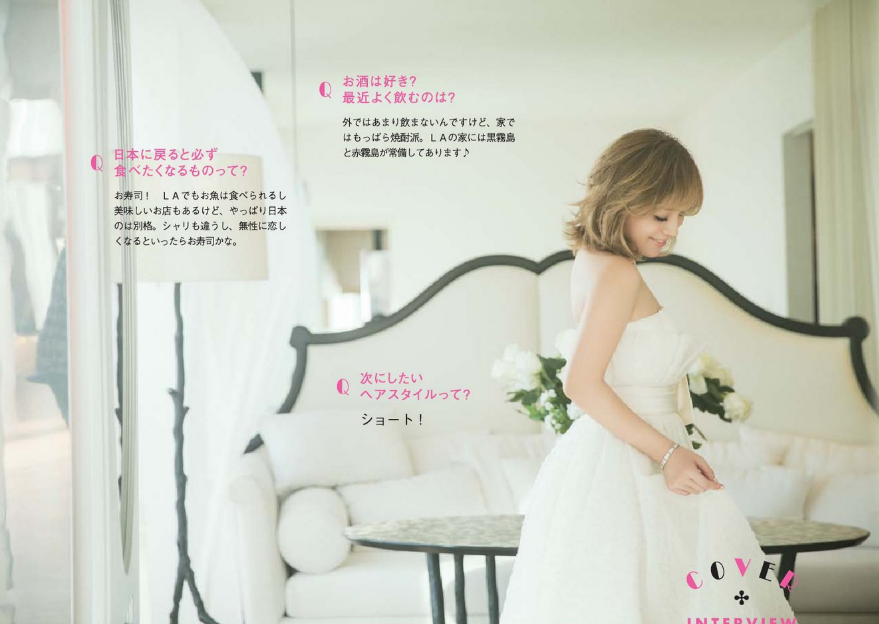 Q お酒は好き?
最近よく飲むのは?
外ではあまり飲まないんですけど、家で
はもっぱら焼酎派。ＬＡの家には黒霧島
と赤霧島が常備してあります♪
Q 日本に戻ると必ず
食べたくなるものって?
お寿司！　ＬＡでもお魚は食べられるし
美味しいお店もあるけど、やっぱり日本
のは別格。シャリも違うし、無性に恋し
くなるといったらお寿司かな。
Q 次にしたい
ヘアスタイルって?
ショート！
COVER
INTERVIEW